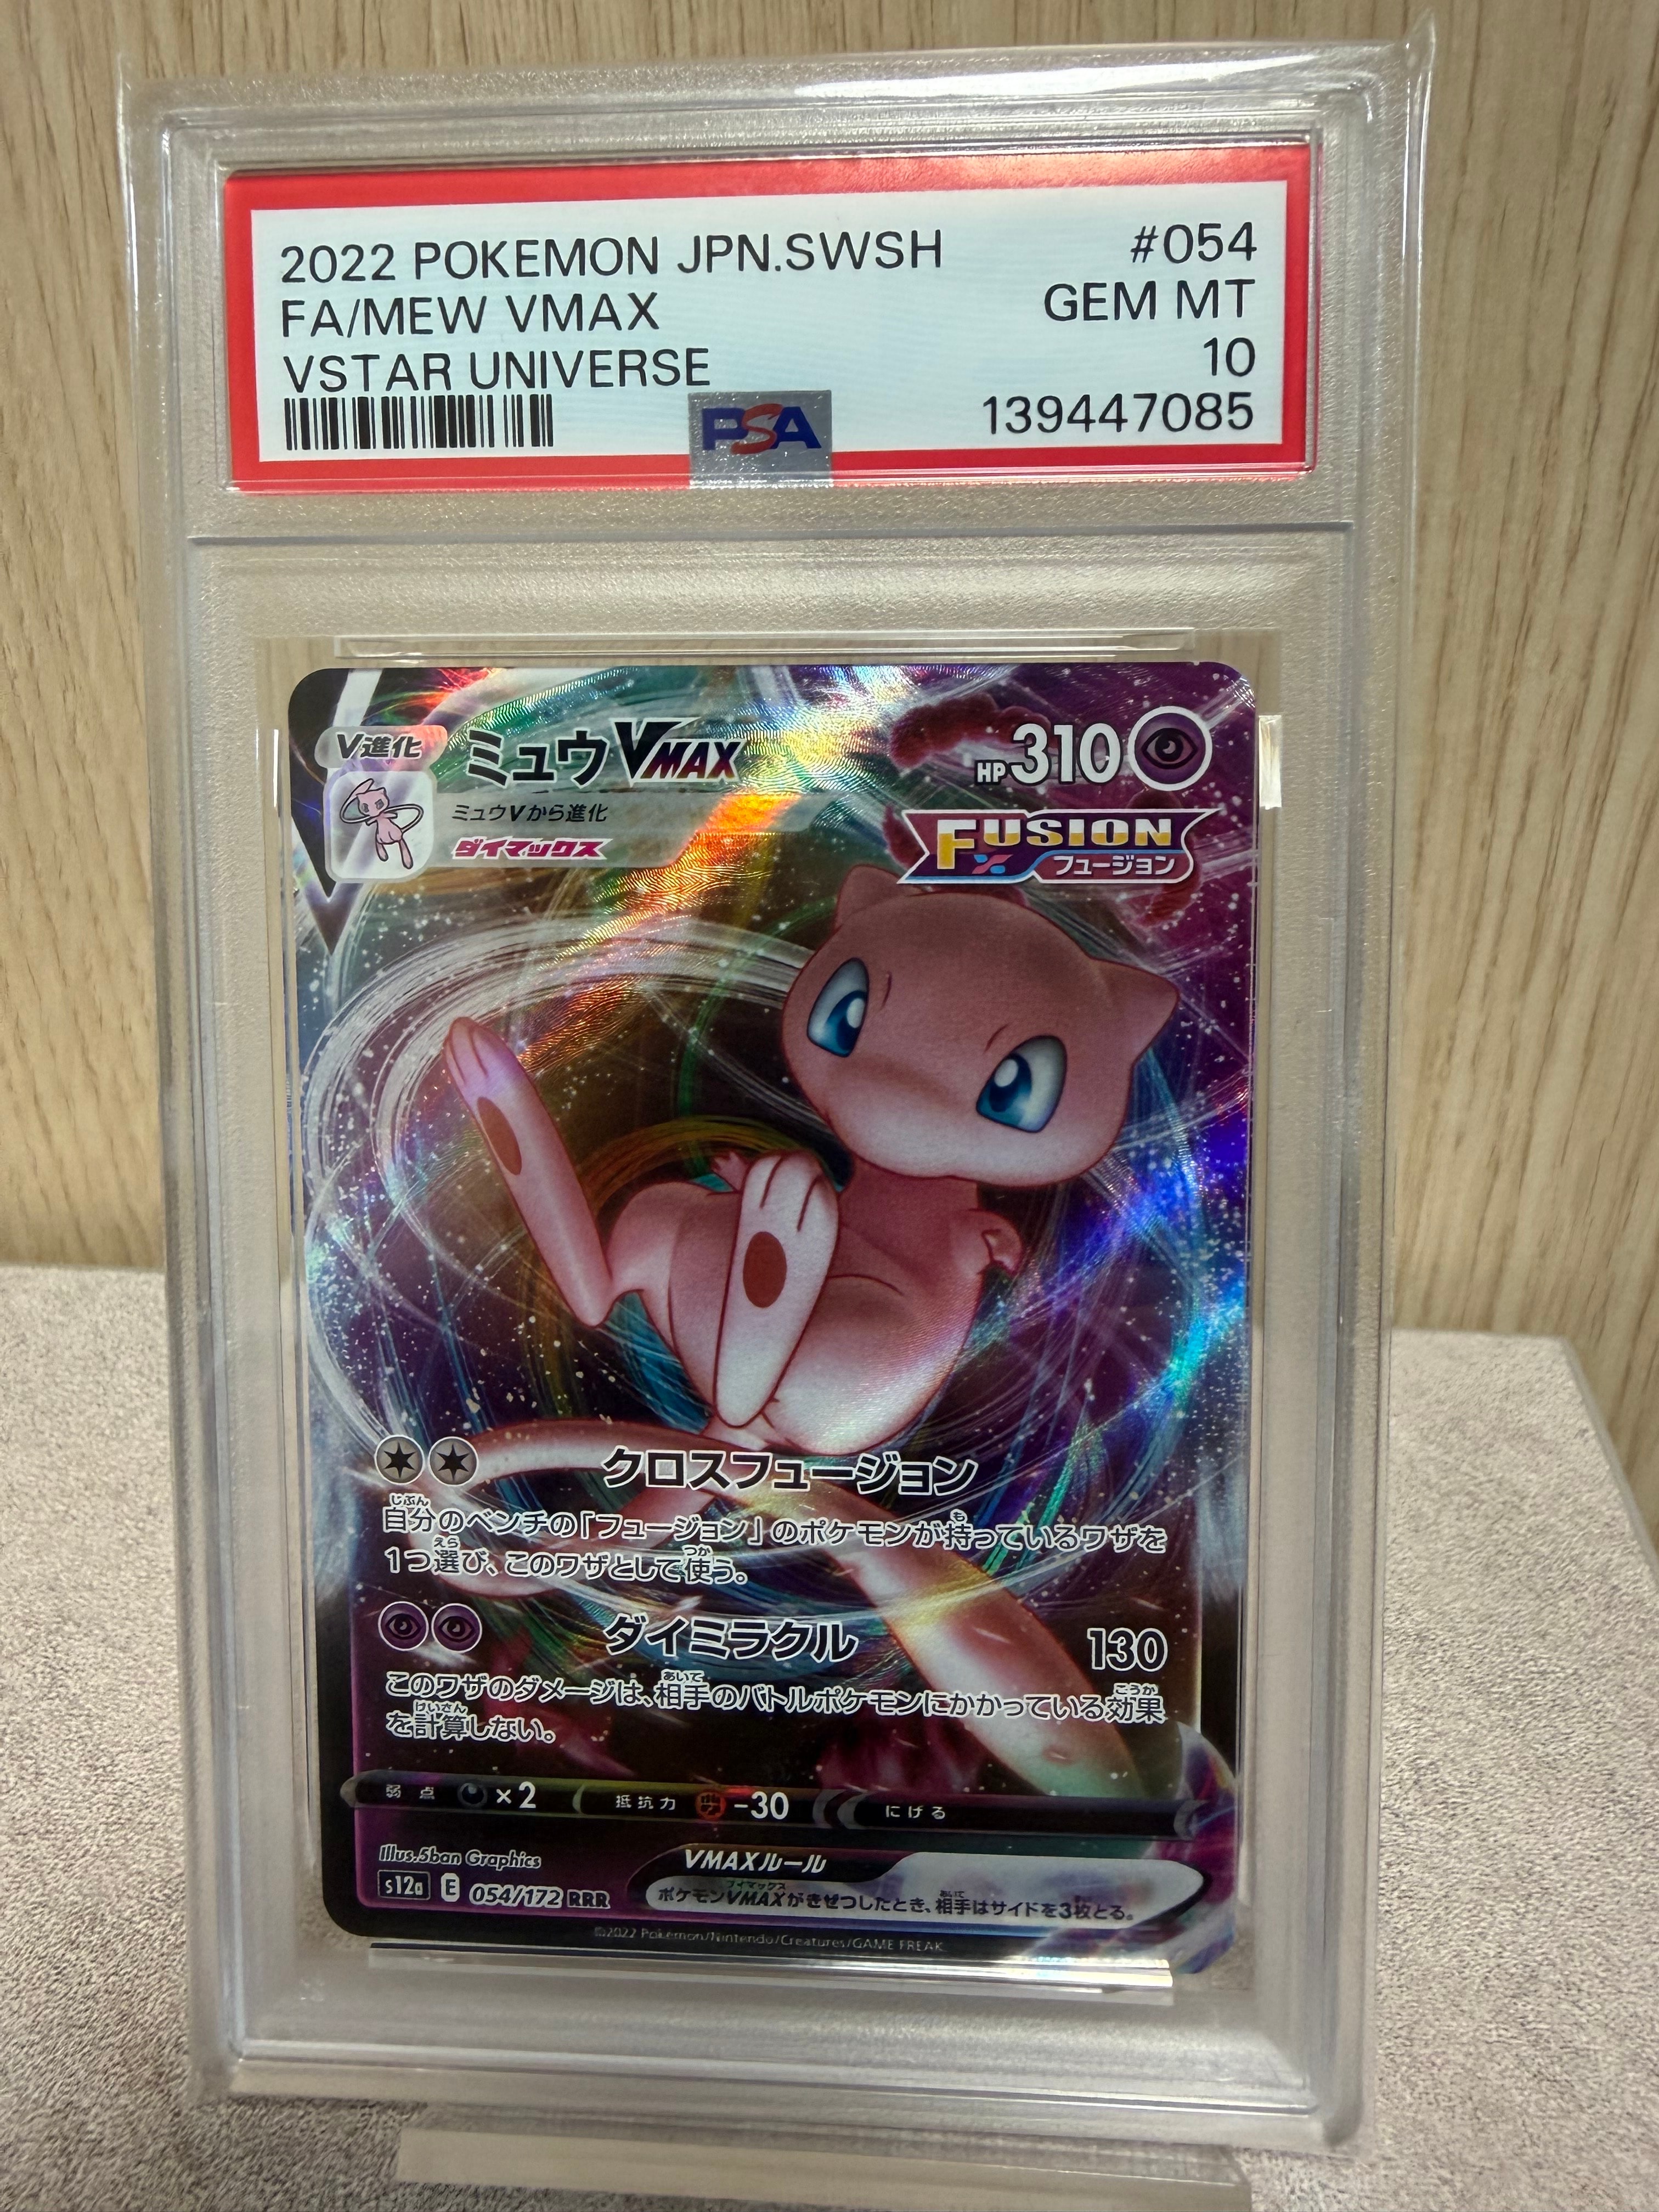 2022 POKEMON JPN.SWSH #054
FA/MEW VMAX GEM MT
VSTAR UNIVERSE 10
PSA 139447085
V進化 ミュウVMAX HP310
ミュウVから進化
ダイマックス
FUSION
フュージョン
クロスフュージョン
自分のベンチの「フュージョン」のポケモンが持っているワザを
1つ選び、このワザとして使う。
ダイミラクル 130
このワザのダメージは、相手のバトルポケモンにかかっている効果
を計算しない。
弱点 ×2 抵抗力 -30 にげる
Illus.5ban Graphics
VMAXルール
s12a E 054/172 RRR
ポケモンVMAXがきぜつしたとき、相手はサイドを3枚とる。
©2022 Pokémon/Nintendo/Creatures/GAME FREAK.